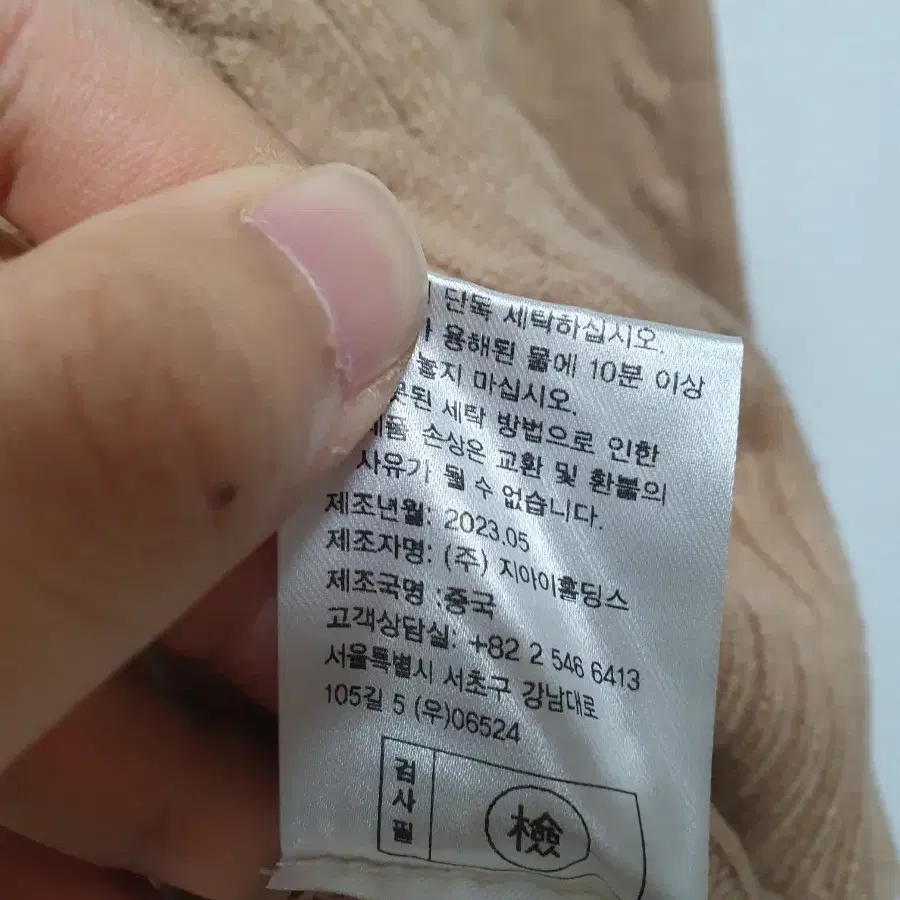 단독 세탁하십시오.
용해된 물에 10분 이상
놓지 마십시오.
세탁 방법으로 인한
손상은 교환 및 환불의
사유가 될 수 없습니다.
제조년월: 2023.05
제조자명: (주) 지아이홀딩스
제조국명 :중국
고객상담실: +82 2 546 6413
서울특별시 서초구 강남대로
105길 5 (우)06524
검사필
檢